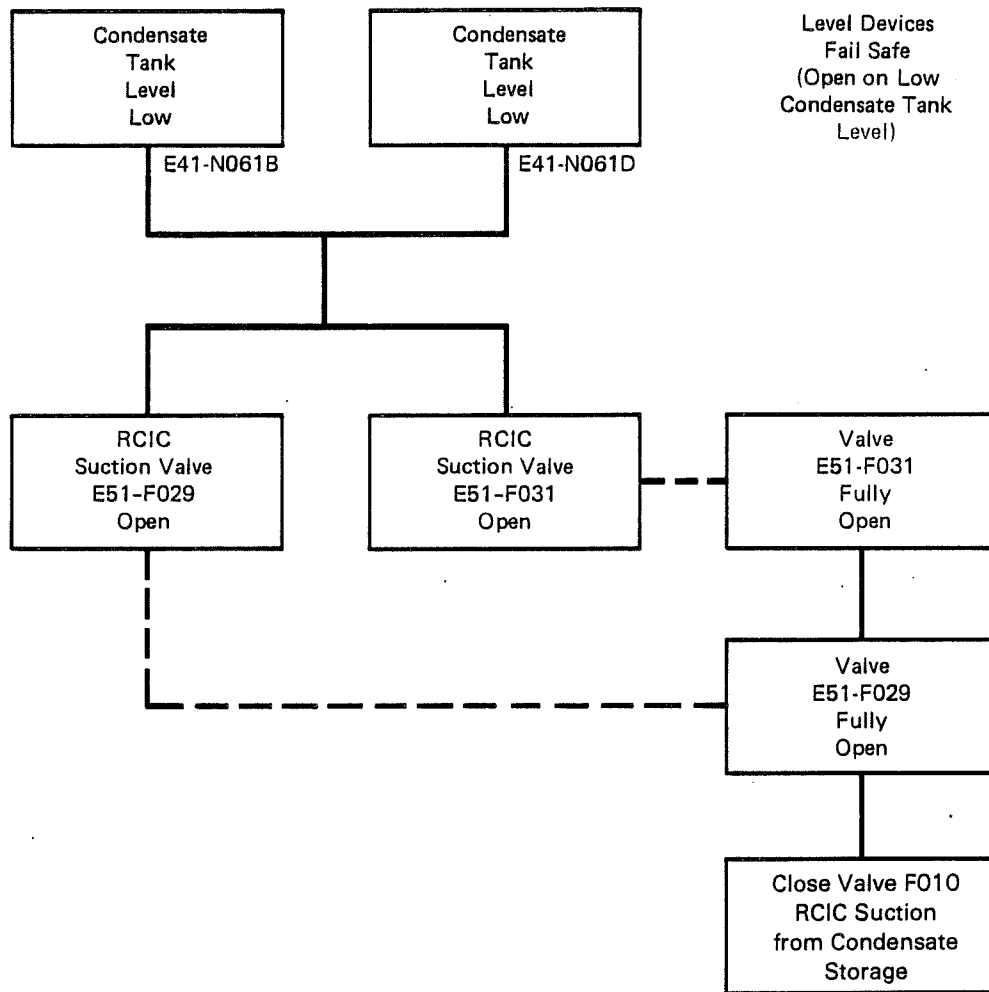 Condensate
Tank
Level
Low
E41-N061B
Condensate
Tank
Level
Low
E41-N061D
Level Devices
Fail Safe
(Open on Low
Condensate Tank
Level)
RCIC
Suction Valve
E51-F029
Open
RCIC
Suction Valve
E51-F031
Open
Valve
E51-F031
Fully
Open
Valve
E51-F029
Fully
Open
Close Valve F010
RCIC Suction
from Condensate
Storage